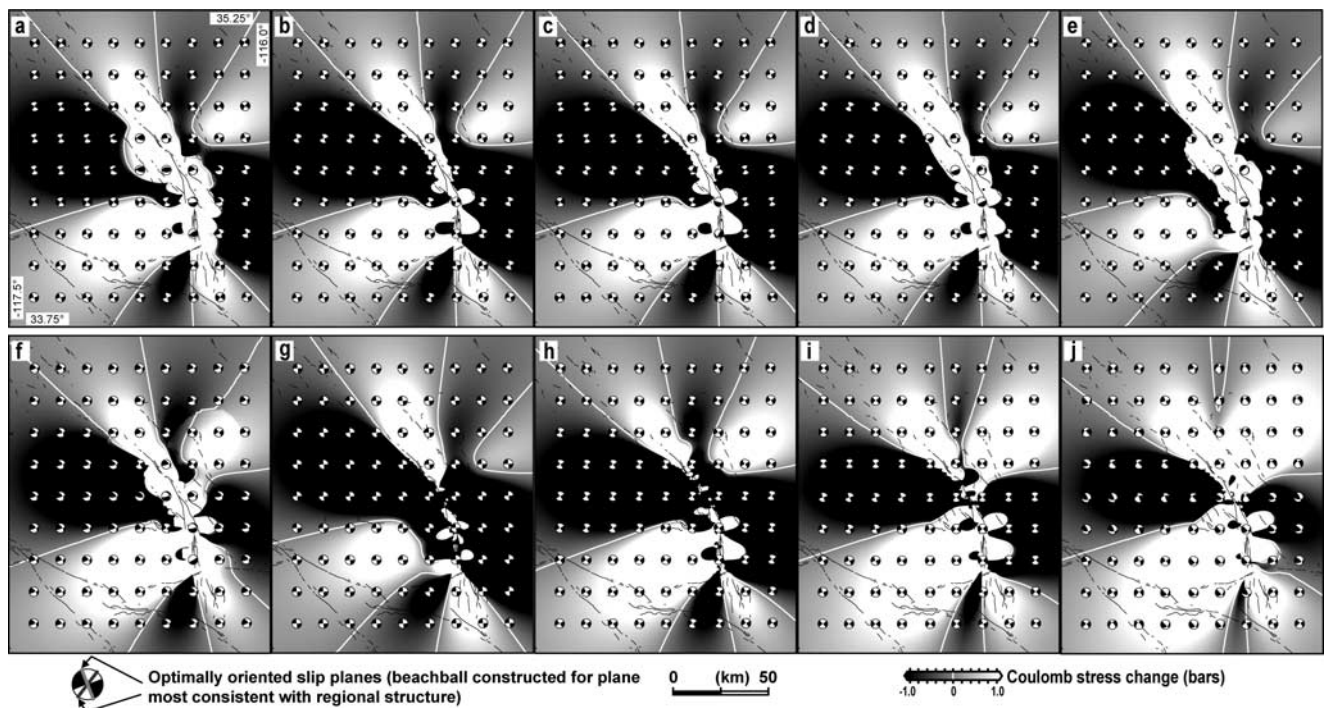 a
35.25°
-116.0°
-117.5°
33.75°
b
c
d
e
f
g
h
i
j
Optimally oriented slip planes (beachball constructed for plane
most consistent with regional structure)
0 (km) 50
-1.0 0 1.0
Coulomb stress change (bars)